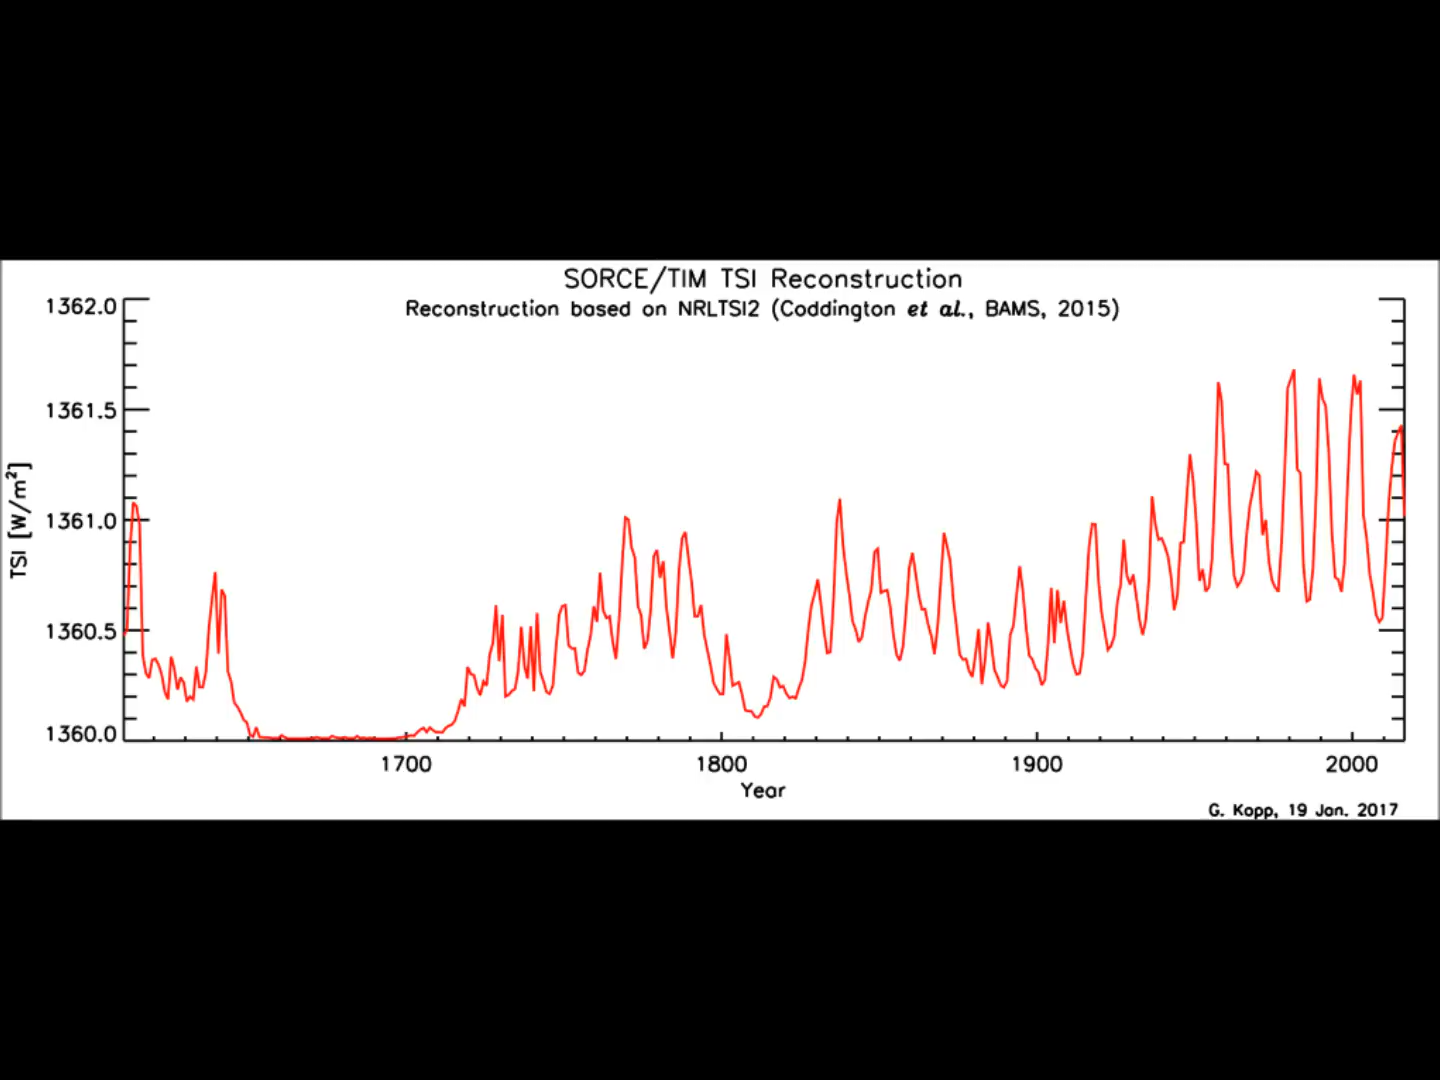 SORCE/TIM TSI Reconstruction
Reconstruction based on NRLTSI2 (Coddington et al., BAMS, 2015)
1362.0
1361.5
1361.0
1360.5
1360.0
TSI [W/m²]
1700 1800 1900 2000
Year
G. Kopp, 19 Jan. 2017